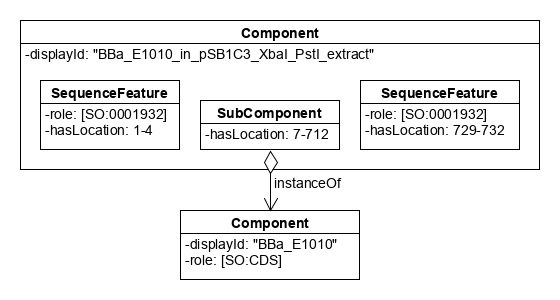 Component
-displayId: "BBa_E1010_in_pSB1C3_XbaI_PstI_extract"
SequenceFeature
-role: [SO:0001932]
-hasLocation: 1-4
SubComponent
-hasLocation: 7-712
SequenceFeature
-role: [SO:0001932]
-hasLocation: 729-732
instanceOf
Component
-displayId: "BBa_E1010"
-role: [SO:CDS]